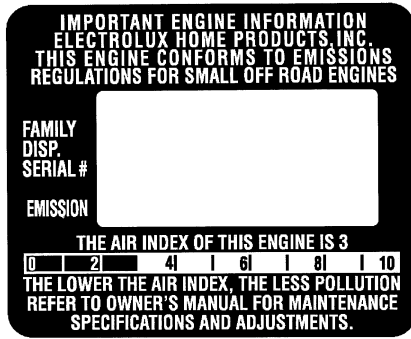 IMPORTANT ENGINE INFORMATION
ELECTROLUX HOME PRODUCTS, INC.
THIS ENGINE CONFORMS TO EMISSIONS
REGULATIONS FOR SMALL OFF ROAD ENGINES
FAMILY
DISP.
SERIAL #
EMISSION
THE AIR INDEX OF THIS ENGINE IS 3
0 2 4 6 8 10
THE LOWER THE AIR INDEX, THE LESS POLLUTION
REFER TO OWNER'S MANUAL FOR MAINTENANCE
SPECIFICATIONS AND ADJUSTMENTS.